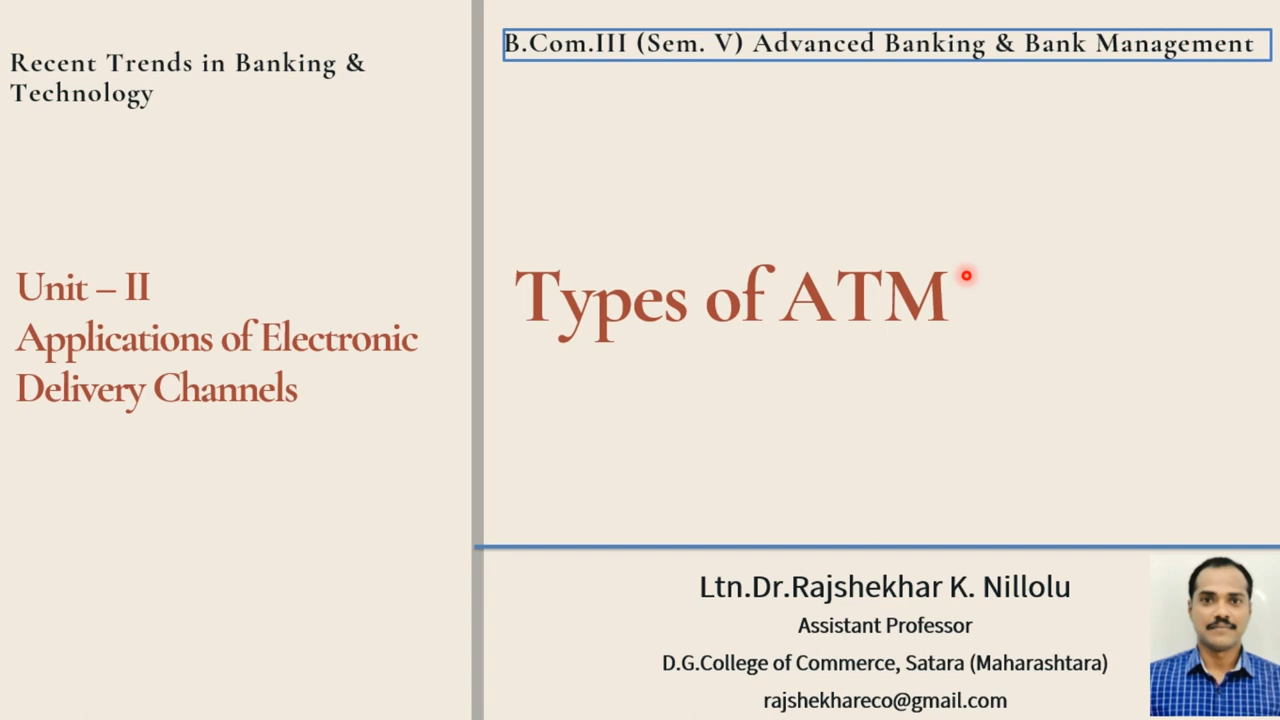 Recent Trends in Banking &
Technology
Unit – II
Applications of Electronic
Delivery Channels
B.Com.III (Sem. V) Advanced Banking & Bank Management
Types of ATM
Ltn.Dr.Rajshekhar K. Nillolu
Assistant Professor
D.G.College of Commerce, Satara (Maharashtra)
rajshekhareco@gmail.com